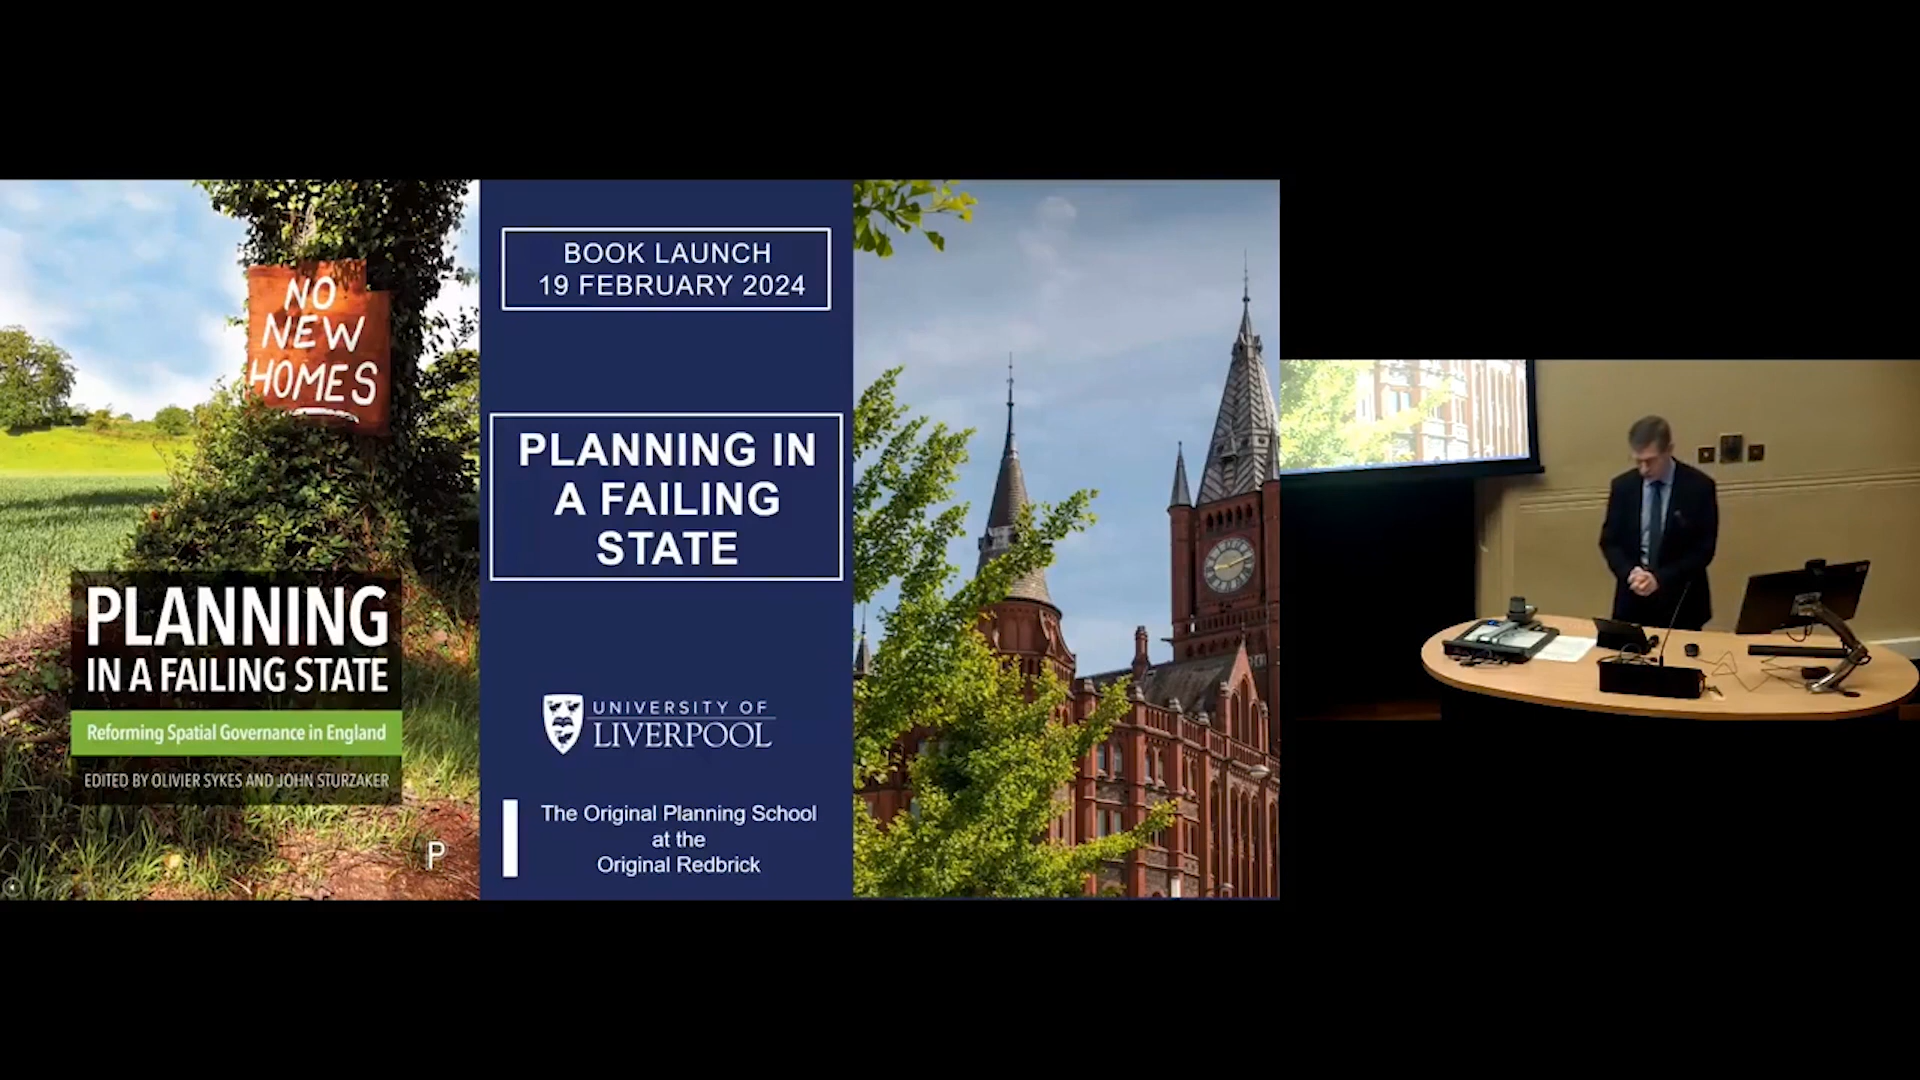 NO
NEW
HOMES
PLANNING
IN A FAILING STATE
Reforming Spatial Governance in England
EDITED BY OLIVIER SYKES AND JOHN STURZAKER
P
BOOK LAUNCH
19 FEBRUARY 2024
PLANNING IN
A FAILING
STATE
UNIVERSITY OF
LIVERPOOL
The Original Planning School
at the
Original Redbrick